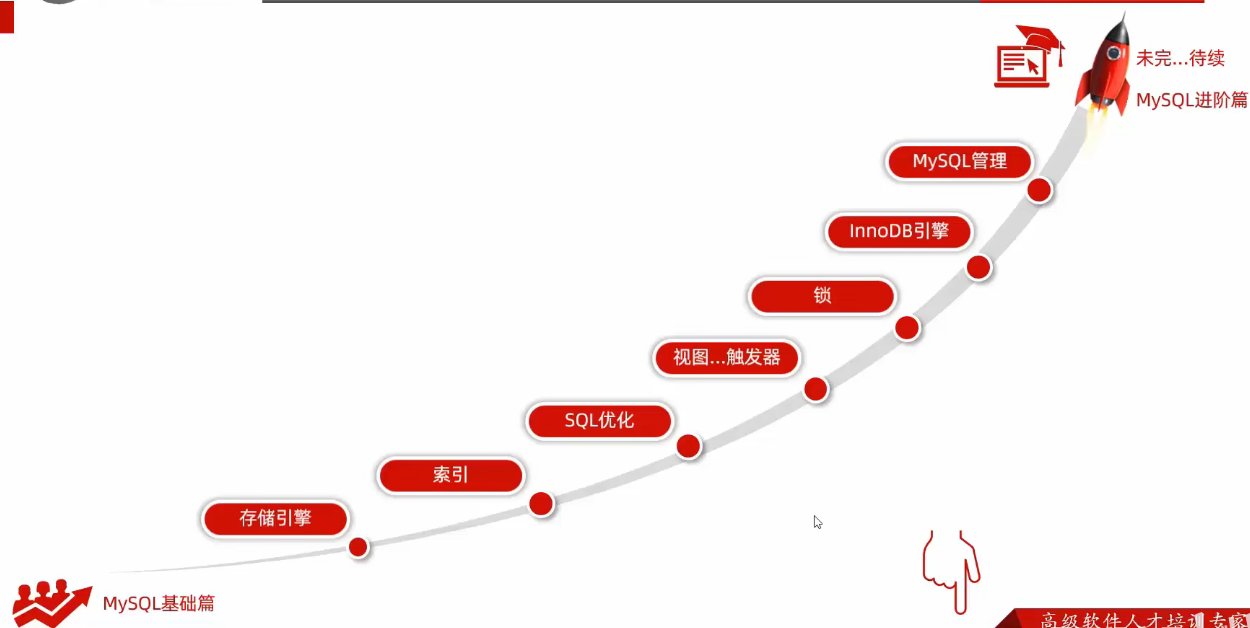 未完...待续
MySQL进阶篇
MySQL管理
InnoDB引擎
锁
视图...触发器
SQL优化
索引
存储引擎
MySQL基础篇
高级软件人才培训专家